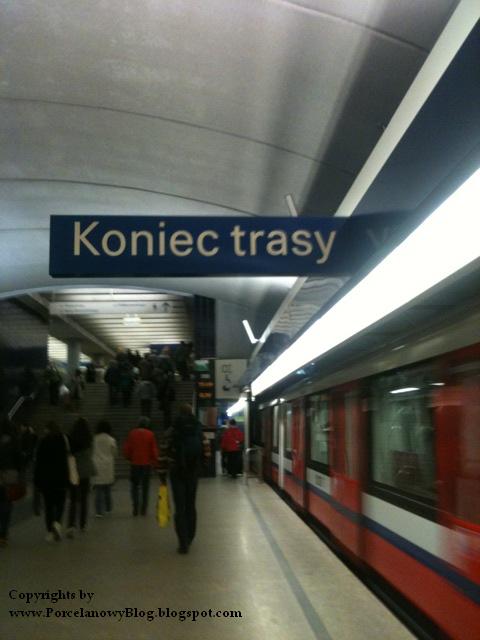 Koniec trasy
Copyrights by
www.PorcelanowyBlog.blogspot.com